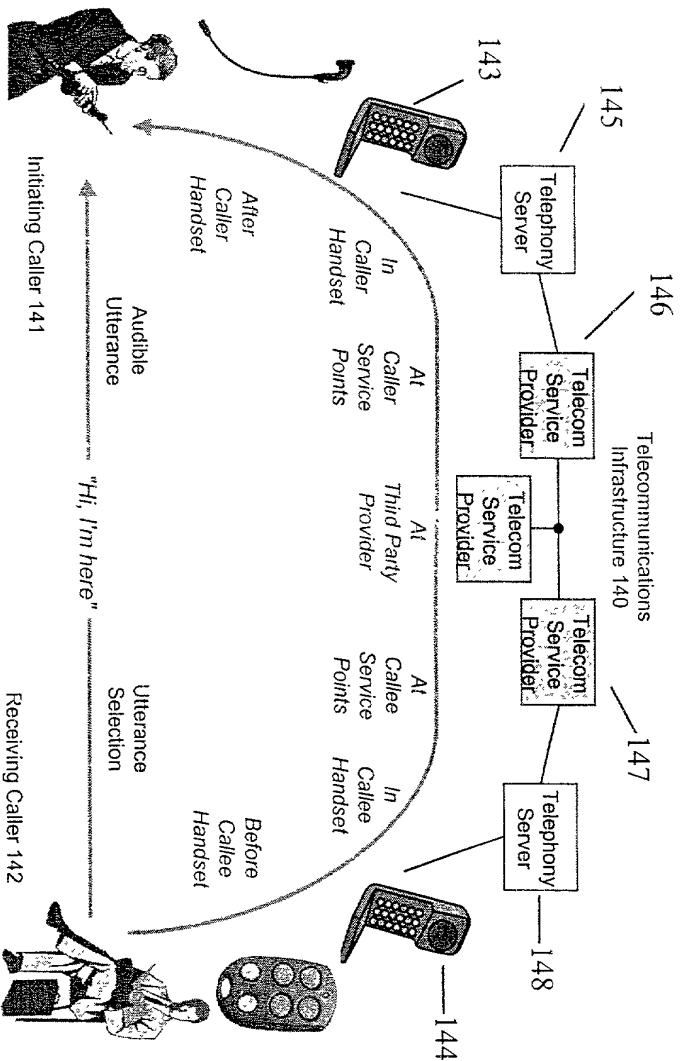 Telecommunications
Infrastructure 140
143
145
146
147
148
144
Telephony
Server
Telecom
Service
Provider
Telecom
Service
Provider
Telecom
Service
Provider
Telephony
Server
After
Caller
Handset
In
Caller
Handset
At
Caller
Service
Points
At
Third Party
Provider
At
Callee
Service
Points
In
Callee
Handset
Before
Callee
Handset
Audible
Utterance
"Hi, I'm here"
Utterance
Selection
Initiating Caller 141
Receiving Caller 142